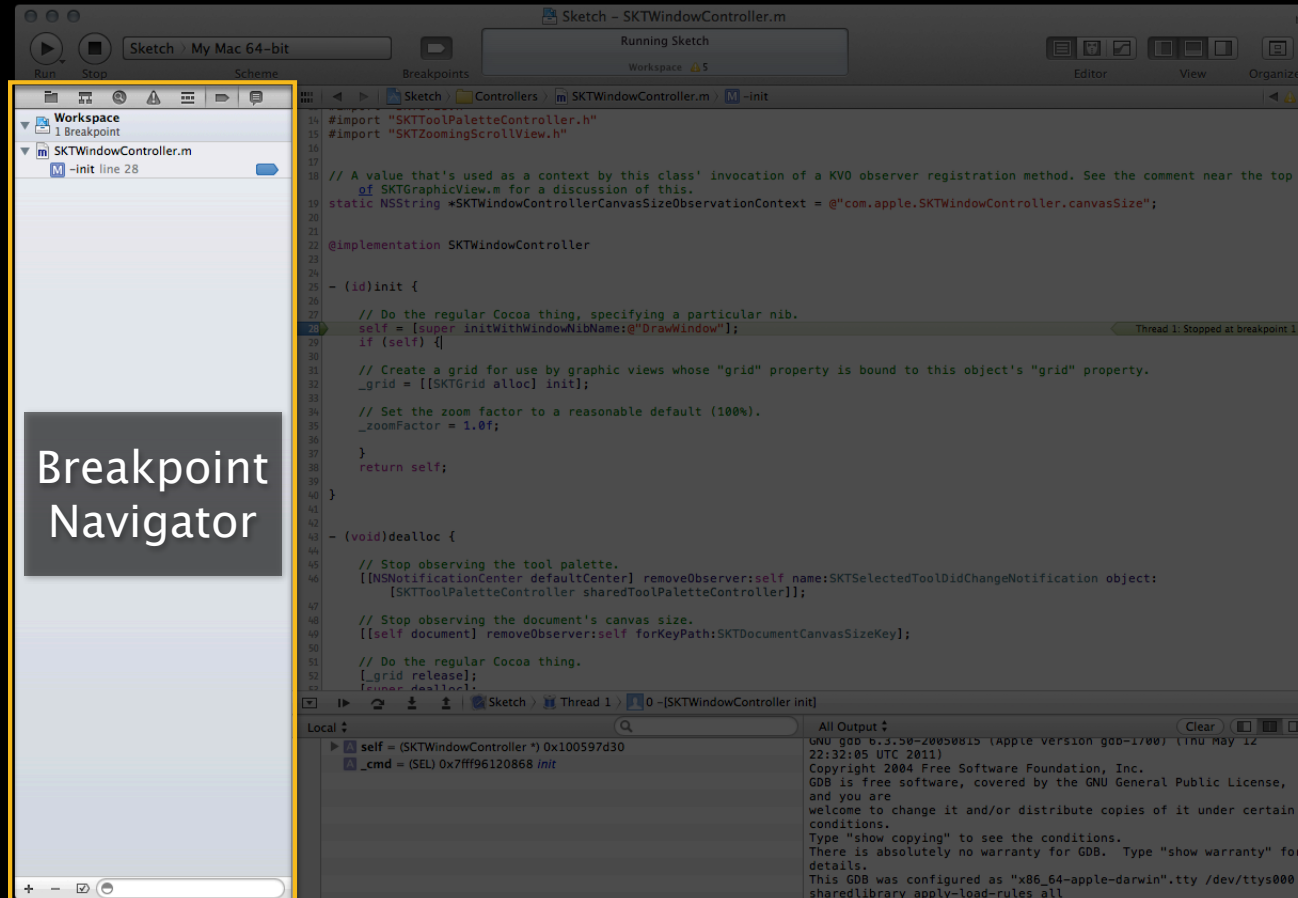 Sketch – SKTWindowController.m
Sketch 〉 My Mac 64-bit
Running Sketch
Workspace 5
Run Stop Scheme Breakpoints Editor View
Sketch 〉 Controllers 〉 m SKTWindowController.m 〉 M -init
Workspace
1 Breakpoint
m SKTWindowController.m
M -init line 28
Breakpoint
Navigator
14 #import "SKTToolPaletteController.h"
15 #import "SKTZoomingScrollView.h"
16
17
18 // A value that's used as a context by this class' invocation of a KVO observer registration method. See the comment near the top
of SKTGraphicView.m for a discussion of this.
19 static NSString *SKTWindowControllerCanvasSizeObservationContext = @"com.apple.SKTWindowController.canvasSize";
20
21
22 @implementation SKTWindowController
23
24
25 - (id)init {
26
27 // Do the regular Cocoa thing, specifying a particular nib.
28 self = [super initWithWindowNibName:@"DrawWindow"]; Thread 1: Stopped at breakpoint 1
29 if (self) {
30
31 // Create a grid for use by graphic views whose "grid" property is bound to this object's "grid" property.
32 _grid = [[SKTGrid alloc] init];
33
34 // Set the zoom factor to a reasonable default (100%).
35 _zoomFactor = 1.0f;
36
37 }
38 return self;
39
40 }
41
42
43 - (void)dealloc {
44
45 // Stop observing the tool palette.
46 [[NSNotificationCenter defaultCenter] removeObserver:self name:SKTSelectedToolDidChangeNotification object:
[SKTToolPaletteController sharedToolPaletteController]];
47
48 // Stop observing the document's canvas size.
49 [[self document] removeObserver:self forKeyPath:SKTDocumentCanvasSizeKey];
50
51 // Do the regular Cocoa thing.
52 [_grid release];
[super dealloc];
Sketch 〉 Thread 1 〉 0 -[SKTWindowController init]
Local
A self = (SKTWindowController *) 0x100597d30
A _cmd = (SEL) 0x7fff96120868 init
All Output Clear
GNU gdb 6.3.50-20050815 (Apple version gdb-1700) (Thu May 12
22:32:05 UTC 2011)
Copyright 2004 Free Software Foundation, Inc.
GDB is free software, covered by the GNU General Public License,
and you are
welcome to change it and/or distribute copies of it under certain
conditions.
Type "show copying" to see the conditions.
There is absolutely no warranty for GDB. Type "show warranty" for
details.
This GDB was configured as "x86_64-apple-darwin".tty /dev/ttys000
sharedlibrary apply-load-rules all